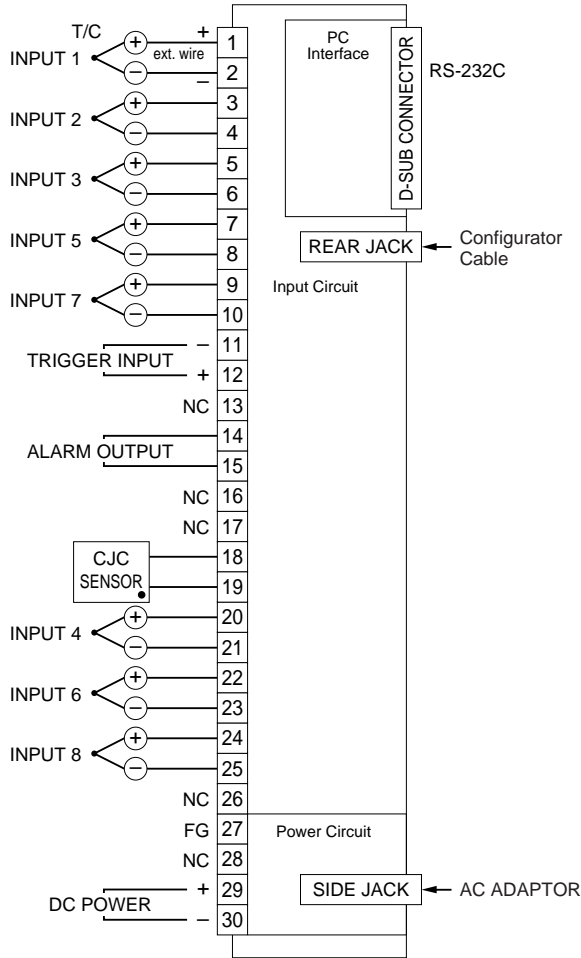 T/C
INPUT 1 + ext. wire + 1
− − 2
INPUT 2 + 3
− 4
INPUT 3 + 5
− 6
INPUT 5 + 7
− 8
INPUT 7 + 9
− 10
TRIGGER INPUT − 11
+ 12
NC 13
ALARM OUTPUT 14
15
NC 16
NC 17
CJC SENSOR 18
19
INPUT 4 + 20
− 21
INPUT 6 + 22
− 23
INPUT 8 + 24
− 25
NC 26
FG 27
NC 28
DC POWER + 29
− 30
PC
Interface
D-SUB CONNECTOR
RS-232C
REAR JACK
Configurator
Cable
Input Circuit
Power Circuit
SIDE JACK
AC ADAPTOR